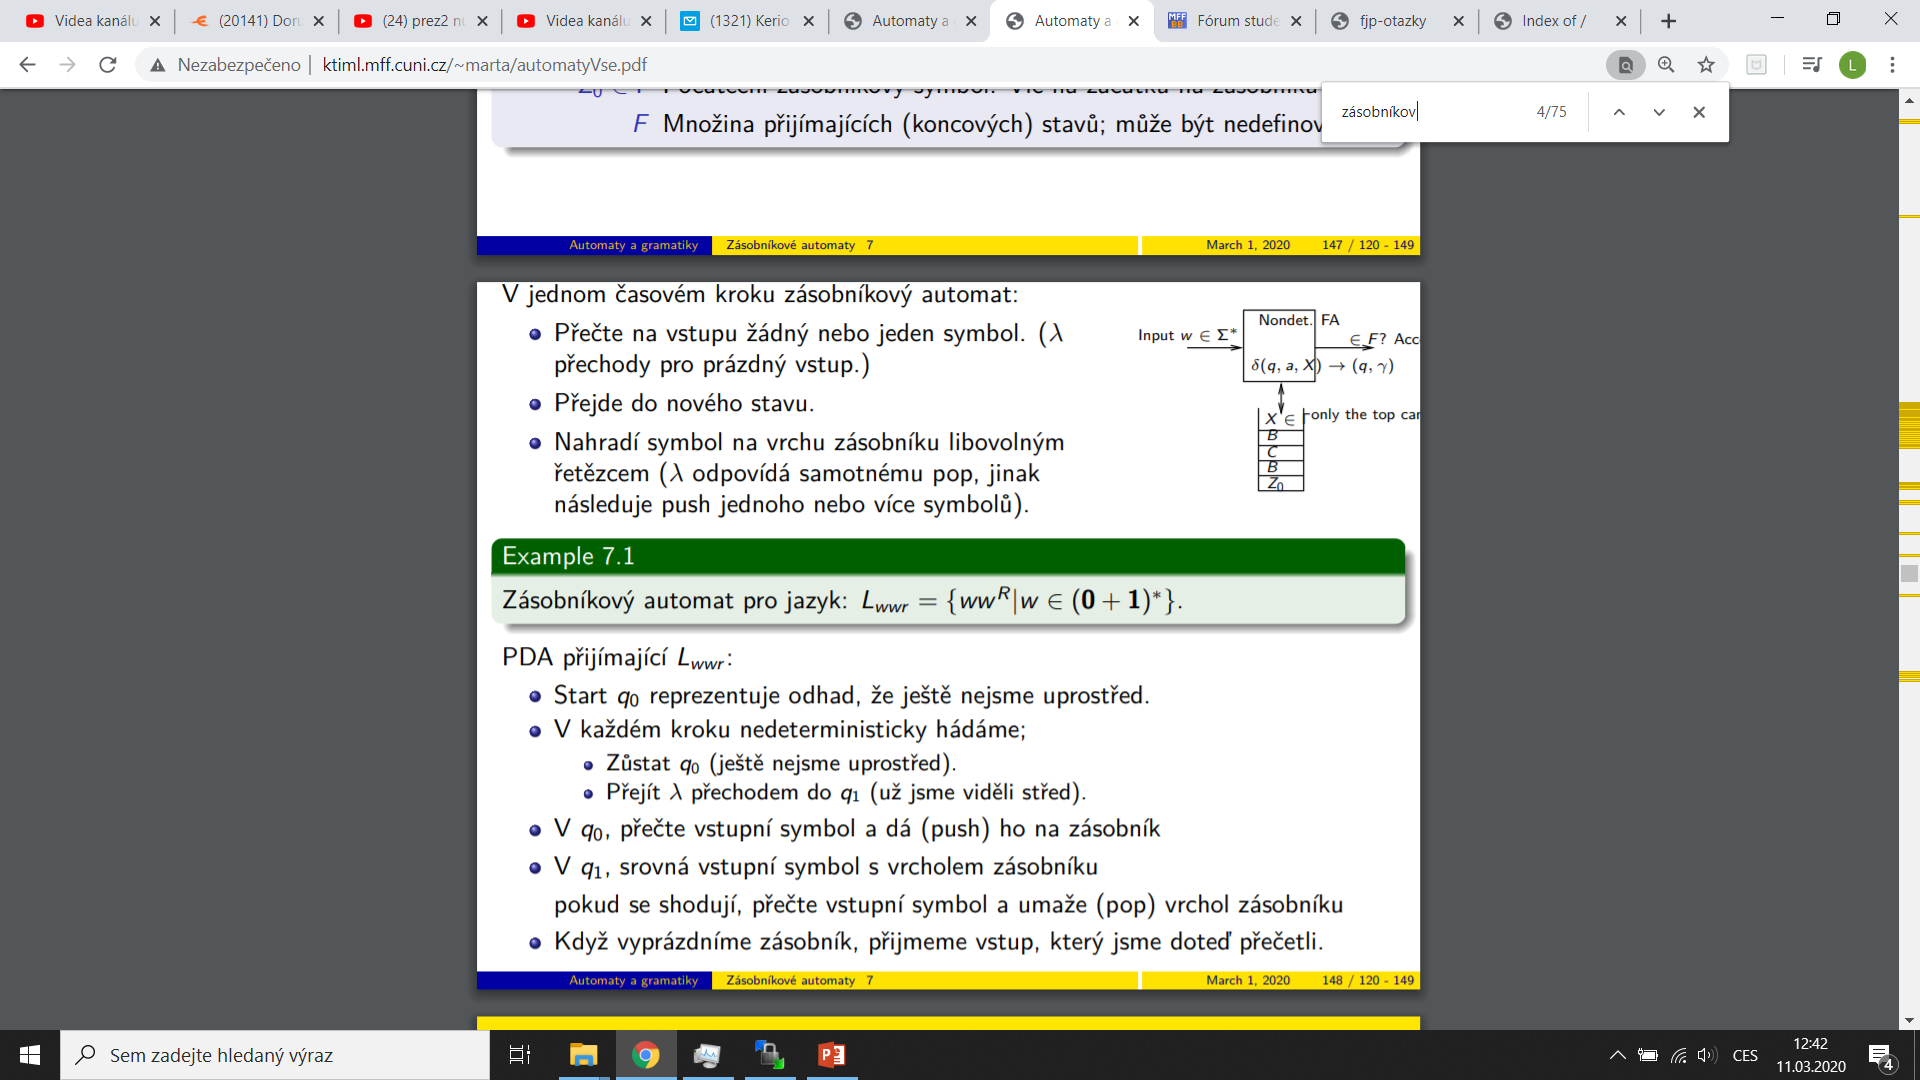 Videa kanálu
(20141) Doru
(24) prez2 nu
Videa kanálu
(1321) Kerio
Automaty a
Automaty a
Fórum stude
fjp-otazky
Index of /
Nezabezpečeno
ktiml.mff.cuni.cz/~marta/automatyVse.pdf
L
zásobníkov
4/75
F Množina přijímajících (koncových) stavů; může být nedefinov
Automaty a gramatiky Zásobníkové automaty 7 March 1, 2020 147 / 120 - 149
V jednom časovém kroku zásobníkový automat:
Přečte na vstupu žádný nebo jeden symbol. (λ
přechody pro prázdný vstup.)
Přejde do nového stavu.
Nahradí symbol na vrchu zásobníku libovolným
řetězcem (λ odpovídá samotnému pop, jinak
následuje push jednoho nebo více symbolů).
Nondet. FA
Input w ∈ Σ*
∈ F? Acc
δ(q, a, X) → (q, γ)
X ∈ Γ only the top car
B
C
B
Z₀
Example 7.1
Zásobníkový automat pro jazyk: L_wwr = {ww^R|w ∈ (0 + 1)*}.
PDA přijímající L_wwr:
Start q₀ reprezentuje odhad, že ještě nejsme uprostřed.
V každém kroku nedeterministicky hádáme;
Zůstat q₀ (ještě nejsme uprostřed).
Přejít λ přechodem do q₁ (už jsme viděli střed).
V q₀, přečte vstupní symbol a dá (push) ho na zásobník
V q₁, srovná vstupní symbol s vrcholem zásobníku
pokud se shodují, přečte vstupní symbol a umaže (pop) vrchol zásobníku
Když vyprázdníme zásobník, přijmeme vstup, který jsme doteď přečetli.
Automaty a gramatiky Zásobníkové automaty 7 March 1, 2020 148 / 120 - 149
Sem zadejte hledaný výraz
CES
12:42
11.03.2020
4